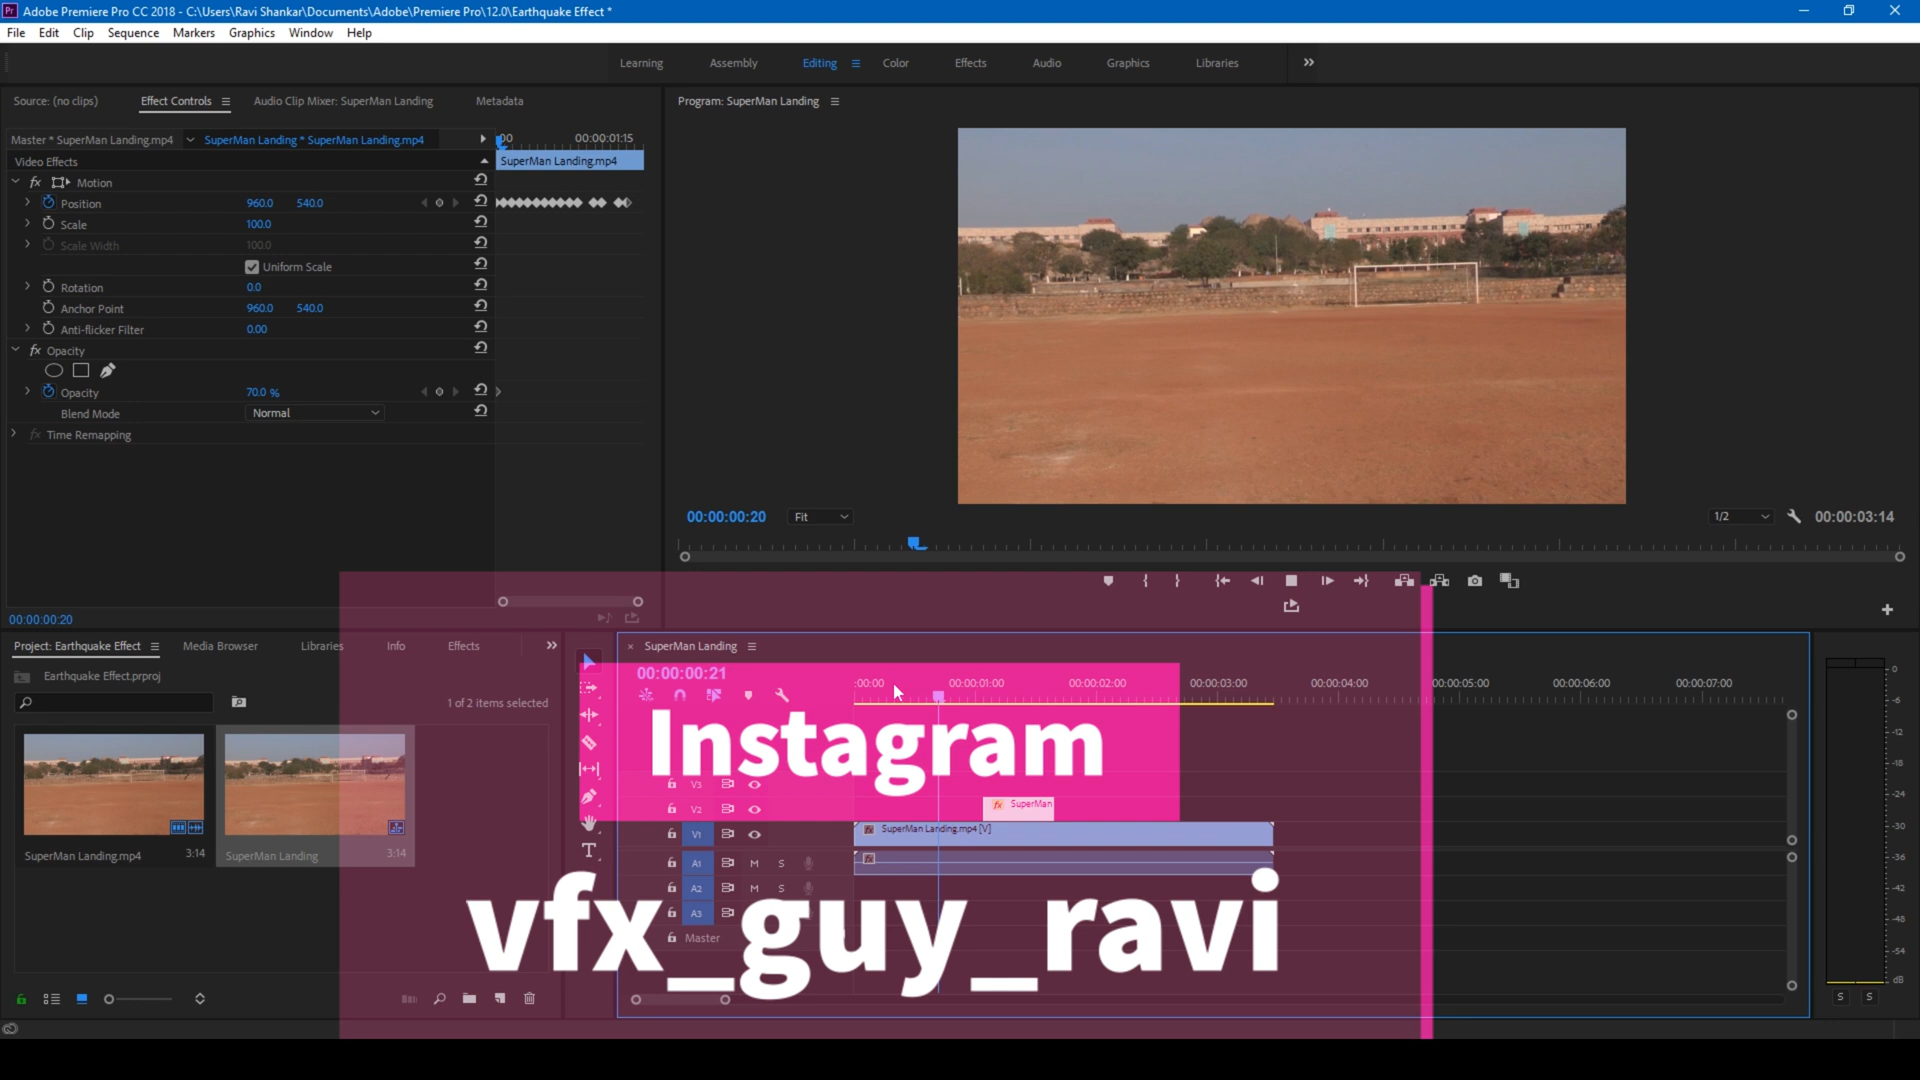 Adobe Premiere Pro CC 2018 - C:\Users\Ravi Shankar\Documents\Adobe\Premiere Pro\12.0\Earthquake Effect *
File Edit Clip Sequence Markers Graphics Window Help
Learning Assembly Editing Color Effects Audio Graphics Libraries
Source: (no clips) Effect Controls Audio Clip Mixer: SuperMan Landing Metadata
Program: SuperMan Landing
Master * SuperMan Landing.mp4 SuperMan Landing * SuperMan Landing.mp4 :00 00:00:01:15
Video Effects SuperMan Landing.mp4
fx Motion
Position 960.0 540.0
Scale 100.0
Scale Width 100.0
Uniform Scale
Rotation 0.0
Anchor Point 960.0 540.0
Anti-flicker Filter 0.00
fx Opacity
Opacity 70.0 %
Blend Mode Normal
fx Time Remapping
00:00:00:20 Fit 1/2 00:00:03:14
00:00:00:20
Project: Earthquake Effect Media Browser Libraries Info Effects
Earthquake Effect.prproj
1 of 2 items selected
SuperMan Landing.mp4 3:14 SuperMan Landing 3:14
SuperMan Landing
00:00:00:21
:00:00 00:00:01:00 00:00:02:00 00:00:03:00 00:00:04:00 00:00:05:00 00:00:06:00 00:00:07:00
Instagram
V3
V2 fx SuperMan
V1 SuperMan Landing.mp4 [V]
A1 M S
A2 M S
A3
Master
vfx_guy_ravi
0
-6
-12
-18
-24
-30
-36
-42
-48
-54
dB
S S